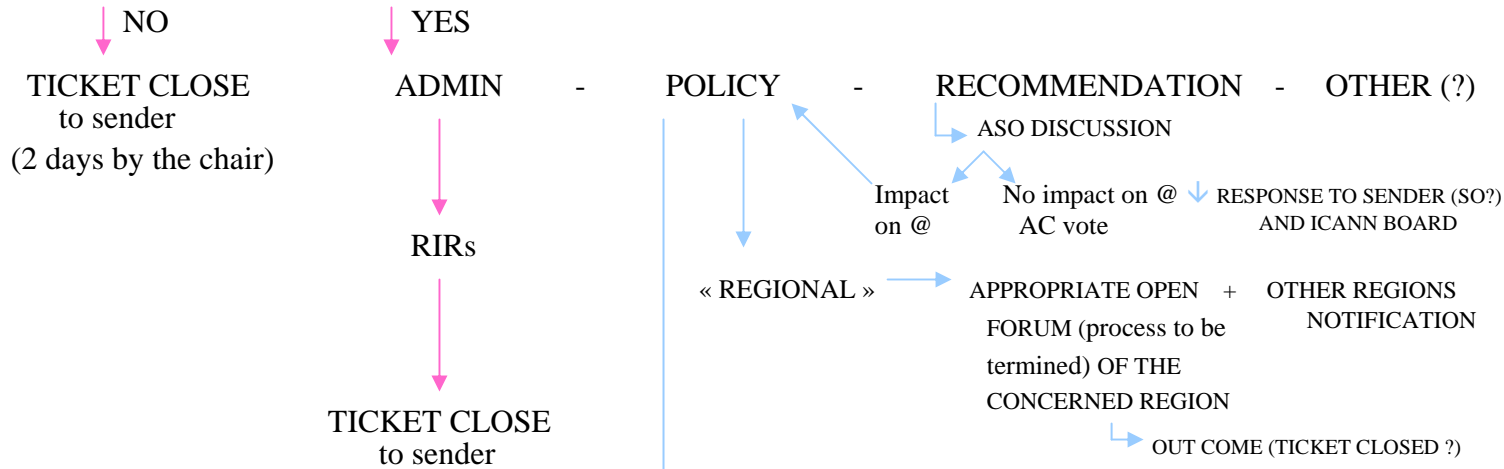 NO
YES
TICKET CLOSE
to sender
(2 days by the chair)
ADMIN - POLICY - RECOMMENDATION - OTHER (?)
ASO DISCUSSION
Impact
on @
No impact on @
AC vote
RESPONSE TO SENDER (SO?)
AND ICANN BOARD
RIRs
« REGIONAL »
APPROPRIATE OPEN + OTHER REGIONS
NOTIFICATION
FORUM (process to be
termined) OF THE
CONCERNED REGION
OUT COME (TICKET CLOSED ?)
TICKET CLOSE
to sender